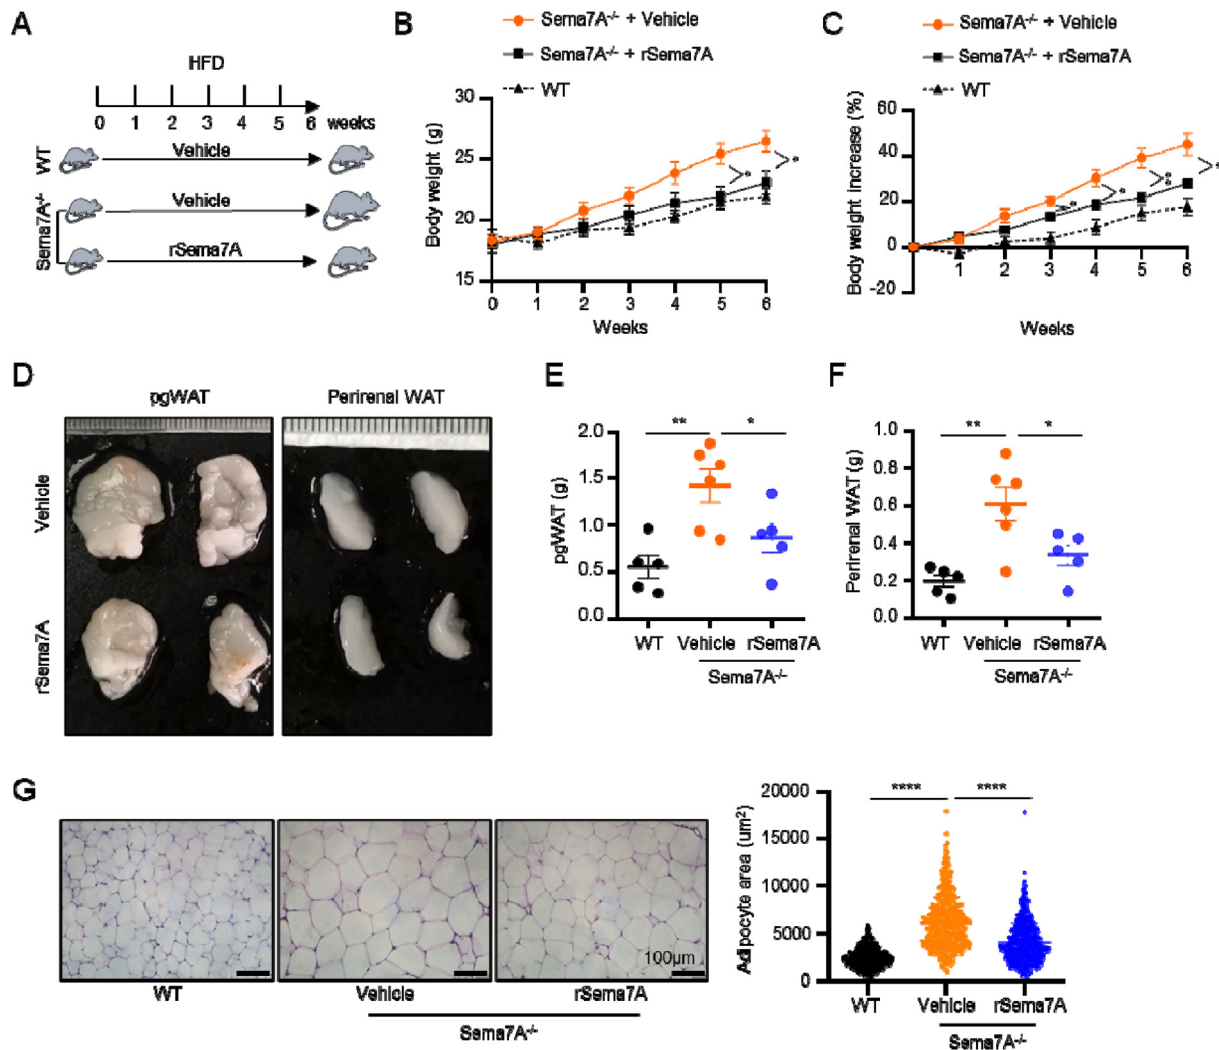 A
HFD
0 1 2 3 4 5 6 weeks
WT
Vehicle
Sema7A-/-
Vehicle
rSema7A
B
Sema7A-/- + Vehicle
Sema7A-/- + rSema7A
WT
Body weight (g)
30
25
20
15
0 1 2 3 4 5 6
Weeks
*
*
C
Sema7A-/- + Vehicle
Sema7A-/- + rSema7A
WT
Body weight increase (%)
60
40
20
0
-20
1 2 3 4 5 6
Weeks
**
*
**
*
D
pgWAT
Perirenal WAT
Vehicle
rSema7A
E
pgWAT (g)
2.0
1.5
1.0
0.5
0.0
** *
WT Vehicle rSema7A
Sema7A-/-
F
Perirenal WAT (g)
1.0
0.8
0.6
0.4
0.2
0.0
** *
WT Vehicle rSema7A
Sema7A-/-
G
100µm
WT Vehicle rSema7A
Sema7A-/-
Adipocyte area (um²)
20000
15000
10000
5000
0
**** ****
WT Vehicle rSema7A
Sema7A-/-